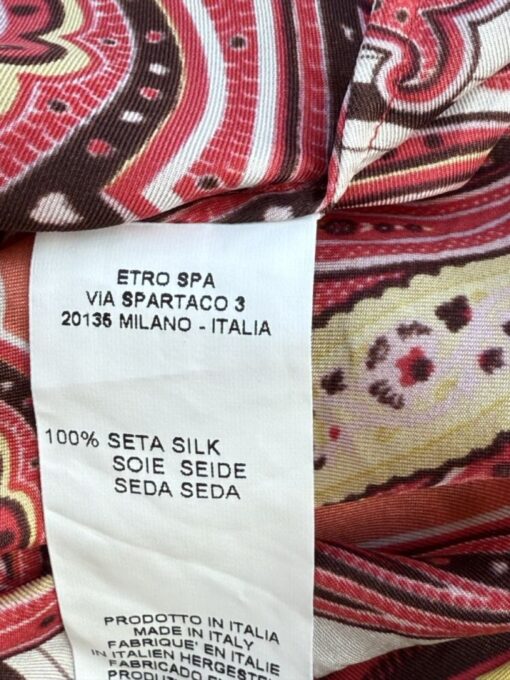 ETRO SPA
VIA SPARTACO 3
20135 MILANO - ITALIA
100% SETA SILK
SOIE SEIDE
SEDA SEDA
PRODOTTO IN ITALIA
MADE IN ITALY
FABRIQUE' EN ITALIE
IN ITALIEN HERGESTE
FABRICADO